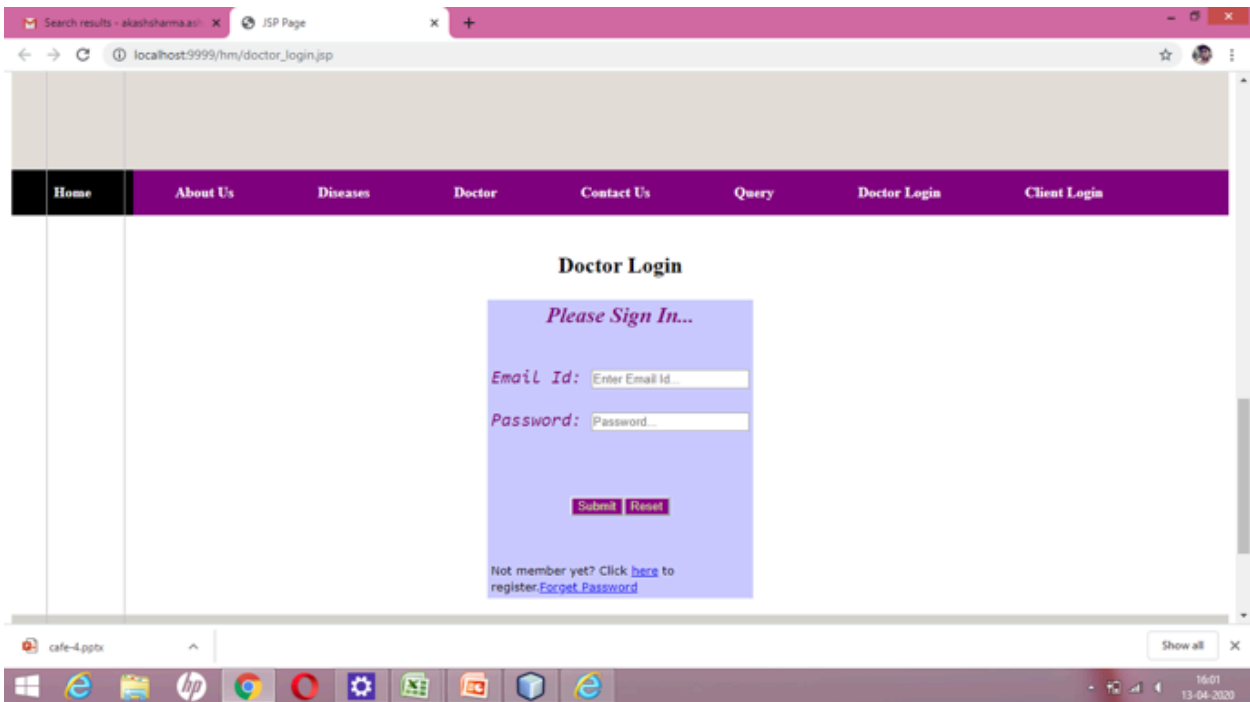 Search results - akashsharma.as
JSP Page
localhost:9999/hm/doctor_login.jsp
Home About Us Diseases Doctor Contact Us Query Doctor Login Client Login
Doctor Login
Please Sign In...
Email Id: Enter Email Id...
Password: Password...
Submit Reset
Not member yet? Click here to
register.Forget Password
cafe-4.pptx
Show all
16:01
13-04-2020